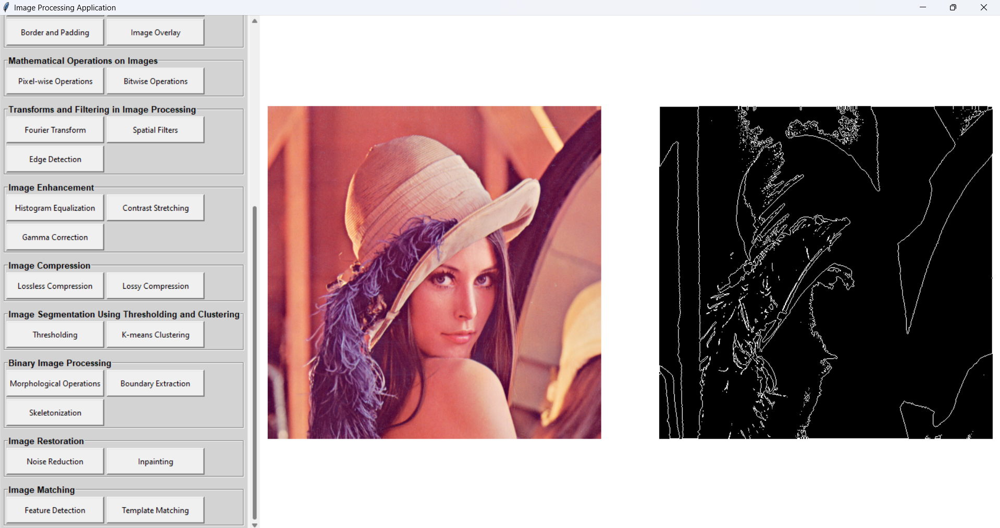 Image Processing Application
Border and Padding
Image Overlay
Mathematical Operations on Images
Pixel-wise Operations
Bitwise Operations
Transforms and Filtering in Image Processing
Fourier Transform
Spatial Filters
Edge Detection
Image Enhancement
Histogram Equalization
Contrast Stretching
Gamma Correction
Image Compression
Lossless Compression
Lossy Compression
Image Segmentation Using Thresholding and Clustering
Thresholding
K-means Clustering
Binary Image Processing
Morphological Operations
Boundary Extraction
Skeletonization
Image Restoration
Noise Reduction
Inpainting
Image Matching
Feature Detection
Template Matching